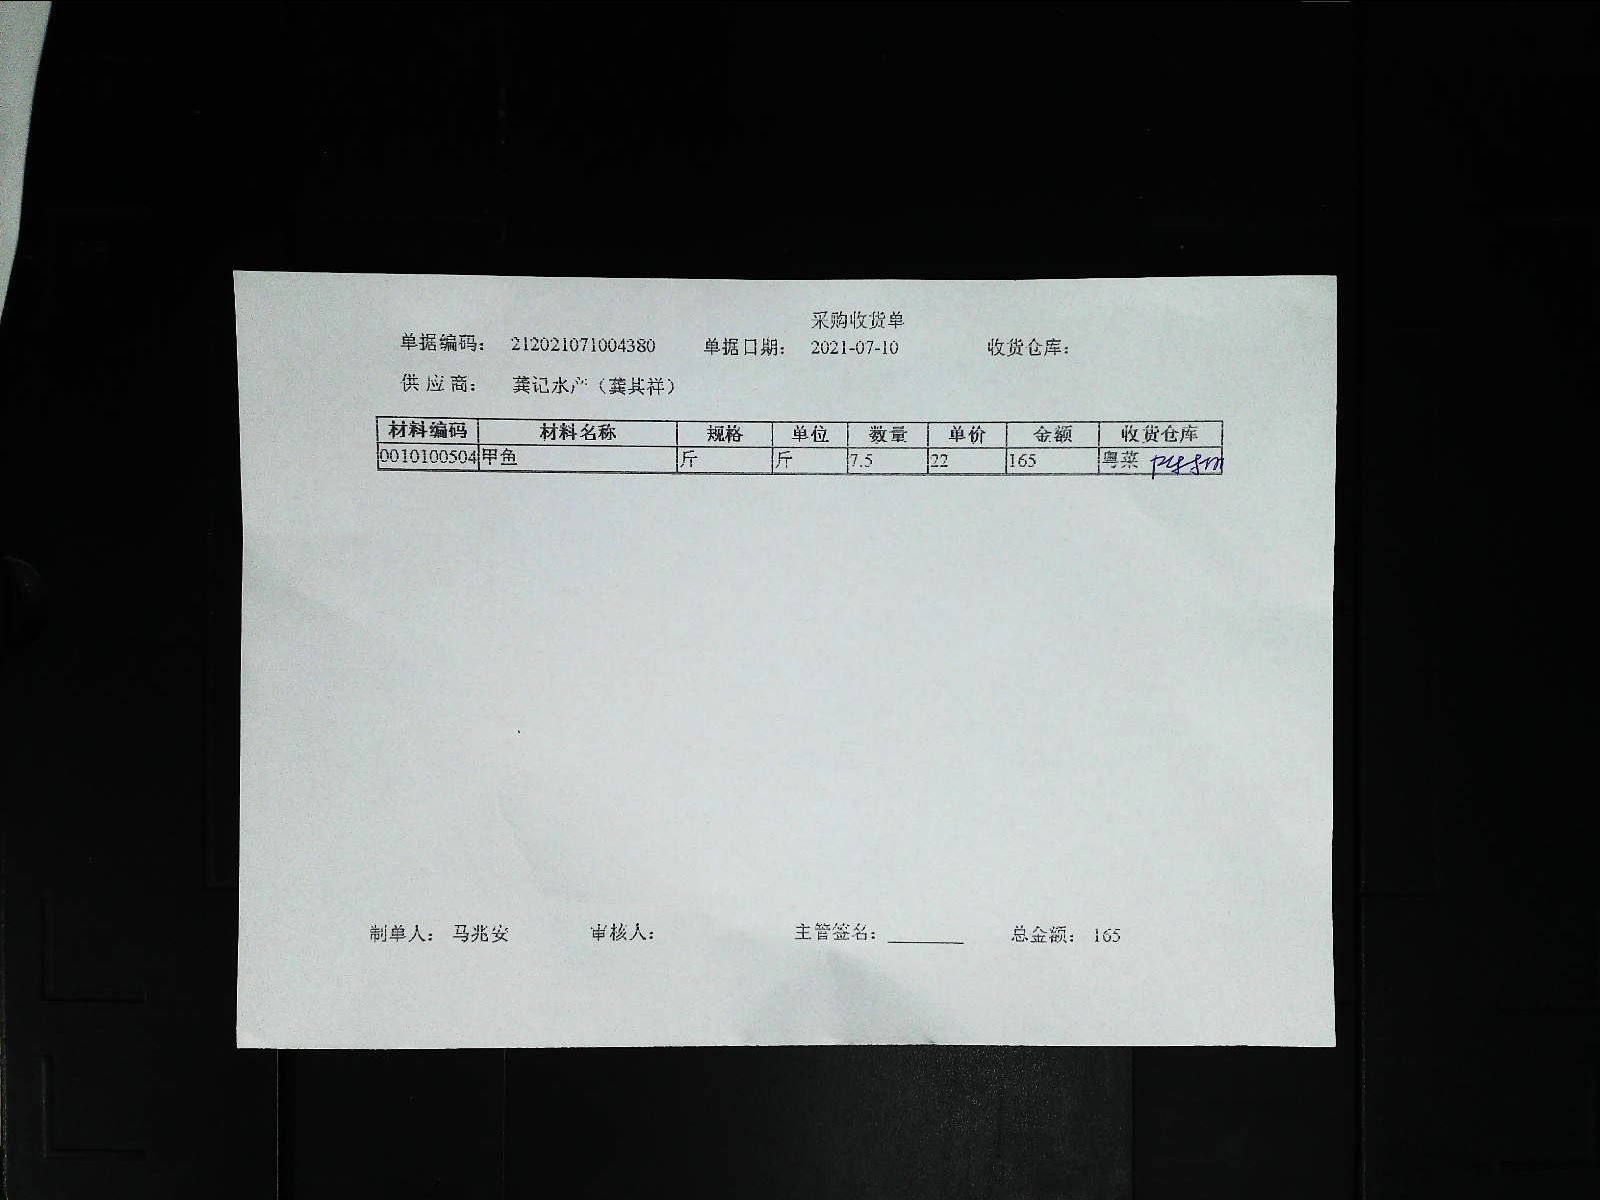 采购收货单
单据编码： 212021071004380 单据日期： 2021-07-10 收货仓库：
供 应 商： 龚记水产（龚其祥）
材料编码 材料名称 规格 单位 数量 单价 金额 收货仓库
0010100504 甲鱼 斤 斤 7.5 22 165 粤菜
制单人： 马兆安 审核人： 主管签名： ________ 总金额： 165